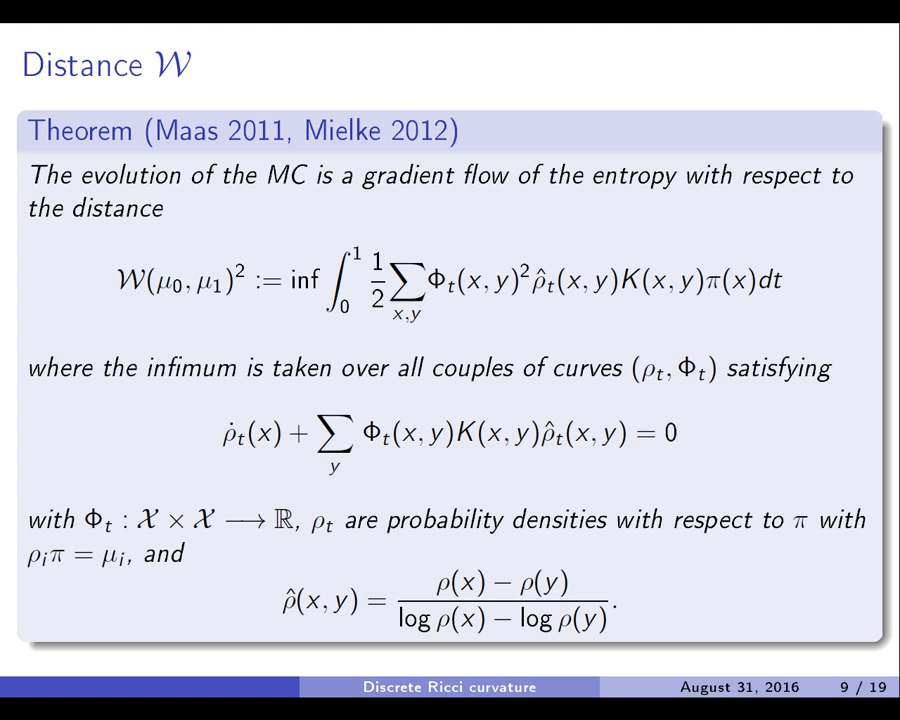 Distance 𝒲
Theorem (Maas 2011, Mielke 2012)
The evolution of the MC is a gradient flow of the entropy with respect to
the distance
𝒲(μ₀, μ₁)² := inf ∫₀¹ 1/2 ∑_{x,y} Φₜ(x, y)² ρ̂ₜ(x, y)K(x, y)π(x)dt
where the infimum is taken over all couples of curves (ρₜ, Φₜ) satisfying
ρ̇ₜ(x) + ∑_y Φₜ(x, y)K(x, y)ρ̂ₜ(x, y) = 0
with Φₜ : 𝒳 × 𝒳 ⟶ ℝ, ρₜ are probability densities with respect to π with
ρᵢπ = μᵢ, and
ρ̂(x, y) = (ρ(x) − ρ(y)) / (log ρ(x) − log ρ(y)).
Discrete Ricci curvature August 31, 2016 9 / 19